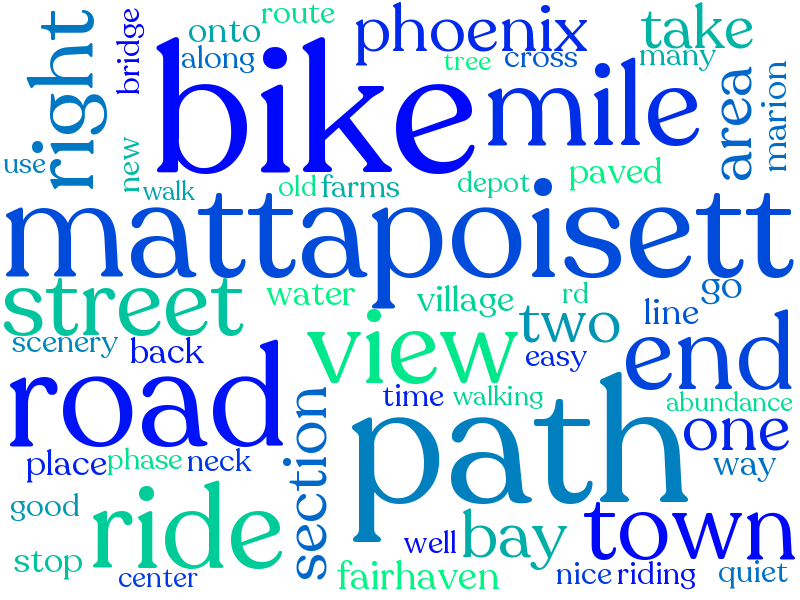 route
phoenix
take
onto
bridge
along
tree
cross
many
right
bike
mile
area
marion
use
new
walk
old
farms
depot
paved
mattapoisett
street
water
village
rd
go
two
line
scenery
back
view
easy
end
road
time
walking
abundance
section
path
one
place
phase
neck
way
good
ride
bay
town
well
stop
center
fairhaven
nice
riding
quiet